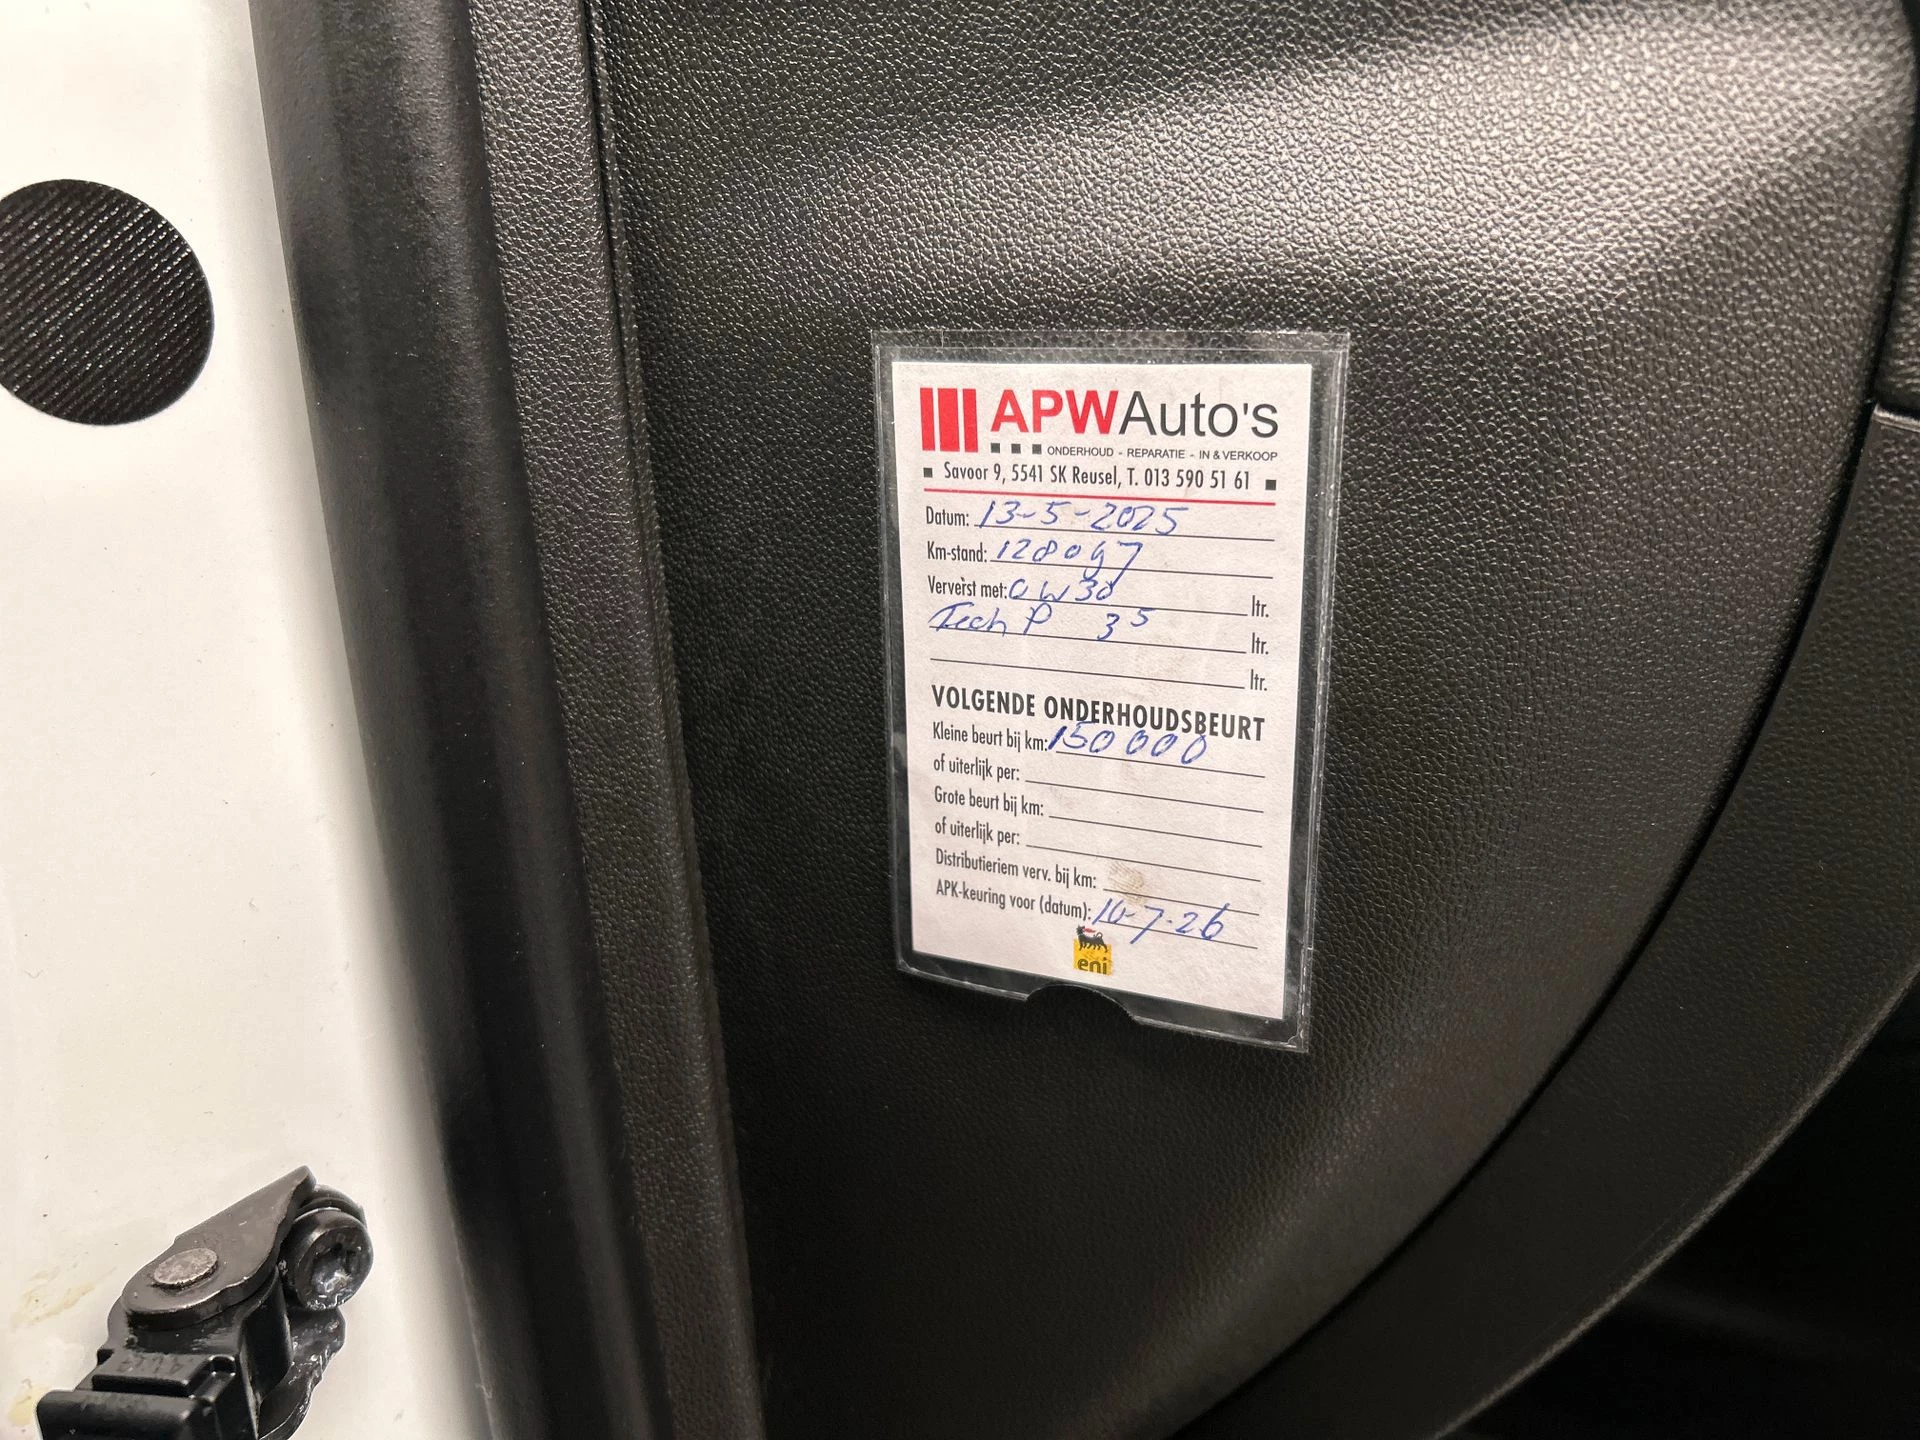 APWAuto's
ONDERHOUD - REPARATIE - IN & VERKOOP
Savoor 9, 5541 SK Reusel, T. 013 590 51 61
Datum: 13-5-2025
Km-stand: 128097
Ververst met: 0W30 ltr.
Tech P 3⁵ ltr.
ltr.
VOLGENDE ONDERHOUDSBEURT
Kleine beurt bij km: 150000
of uiterlijk per:
Grote beurt bij km:
of uiterlijk per:
Distributieriem verv. bij km:
APK-keuring voor (datum): 10-7-26
eni